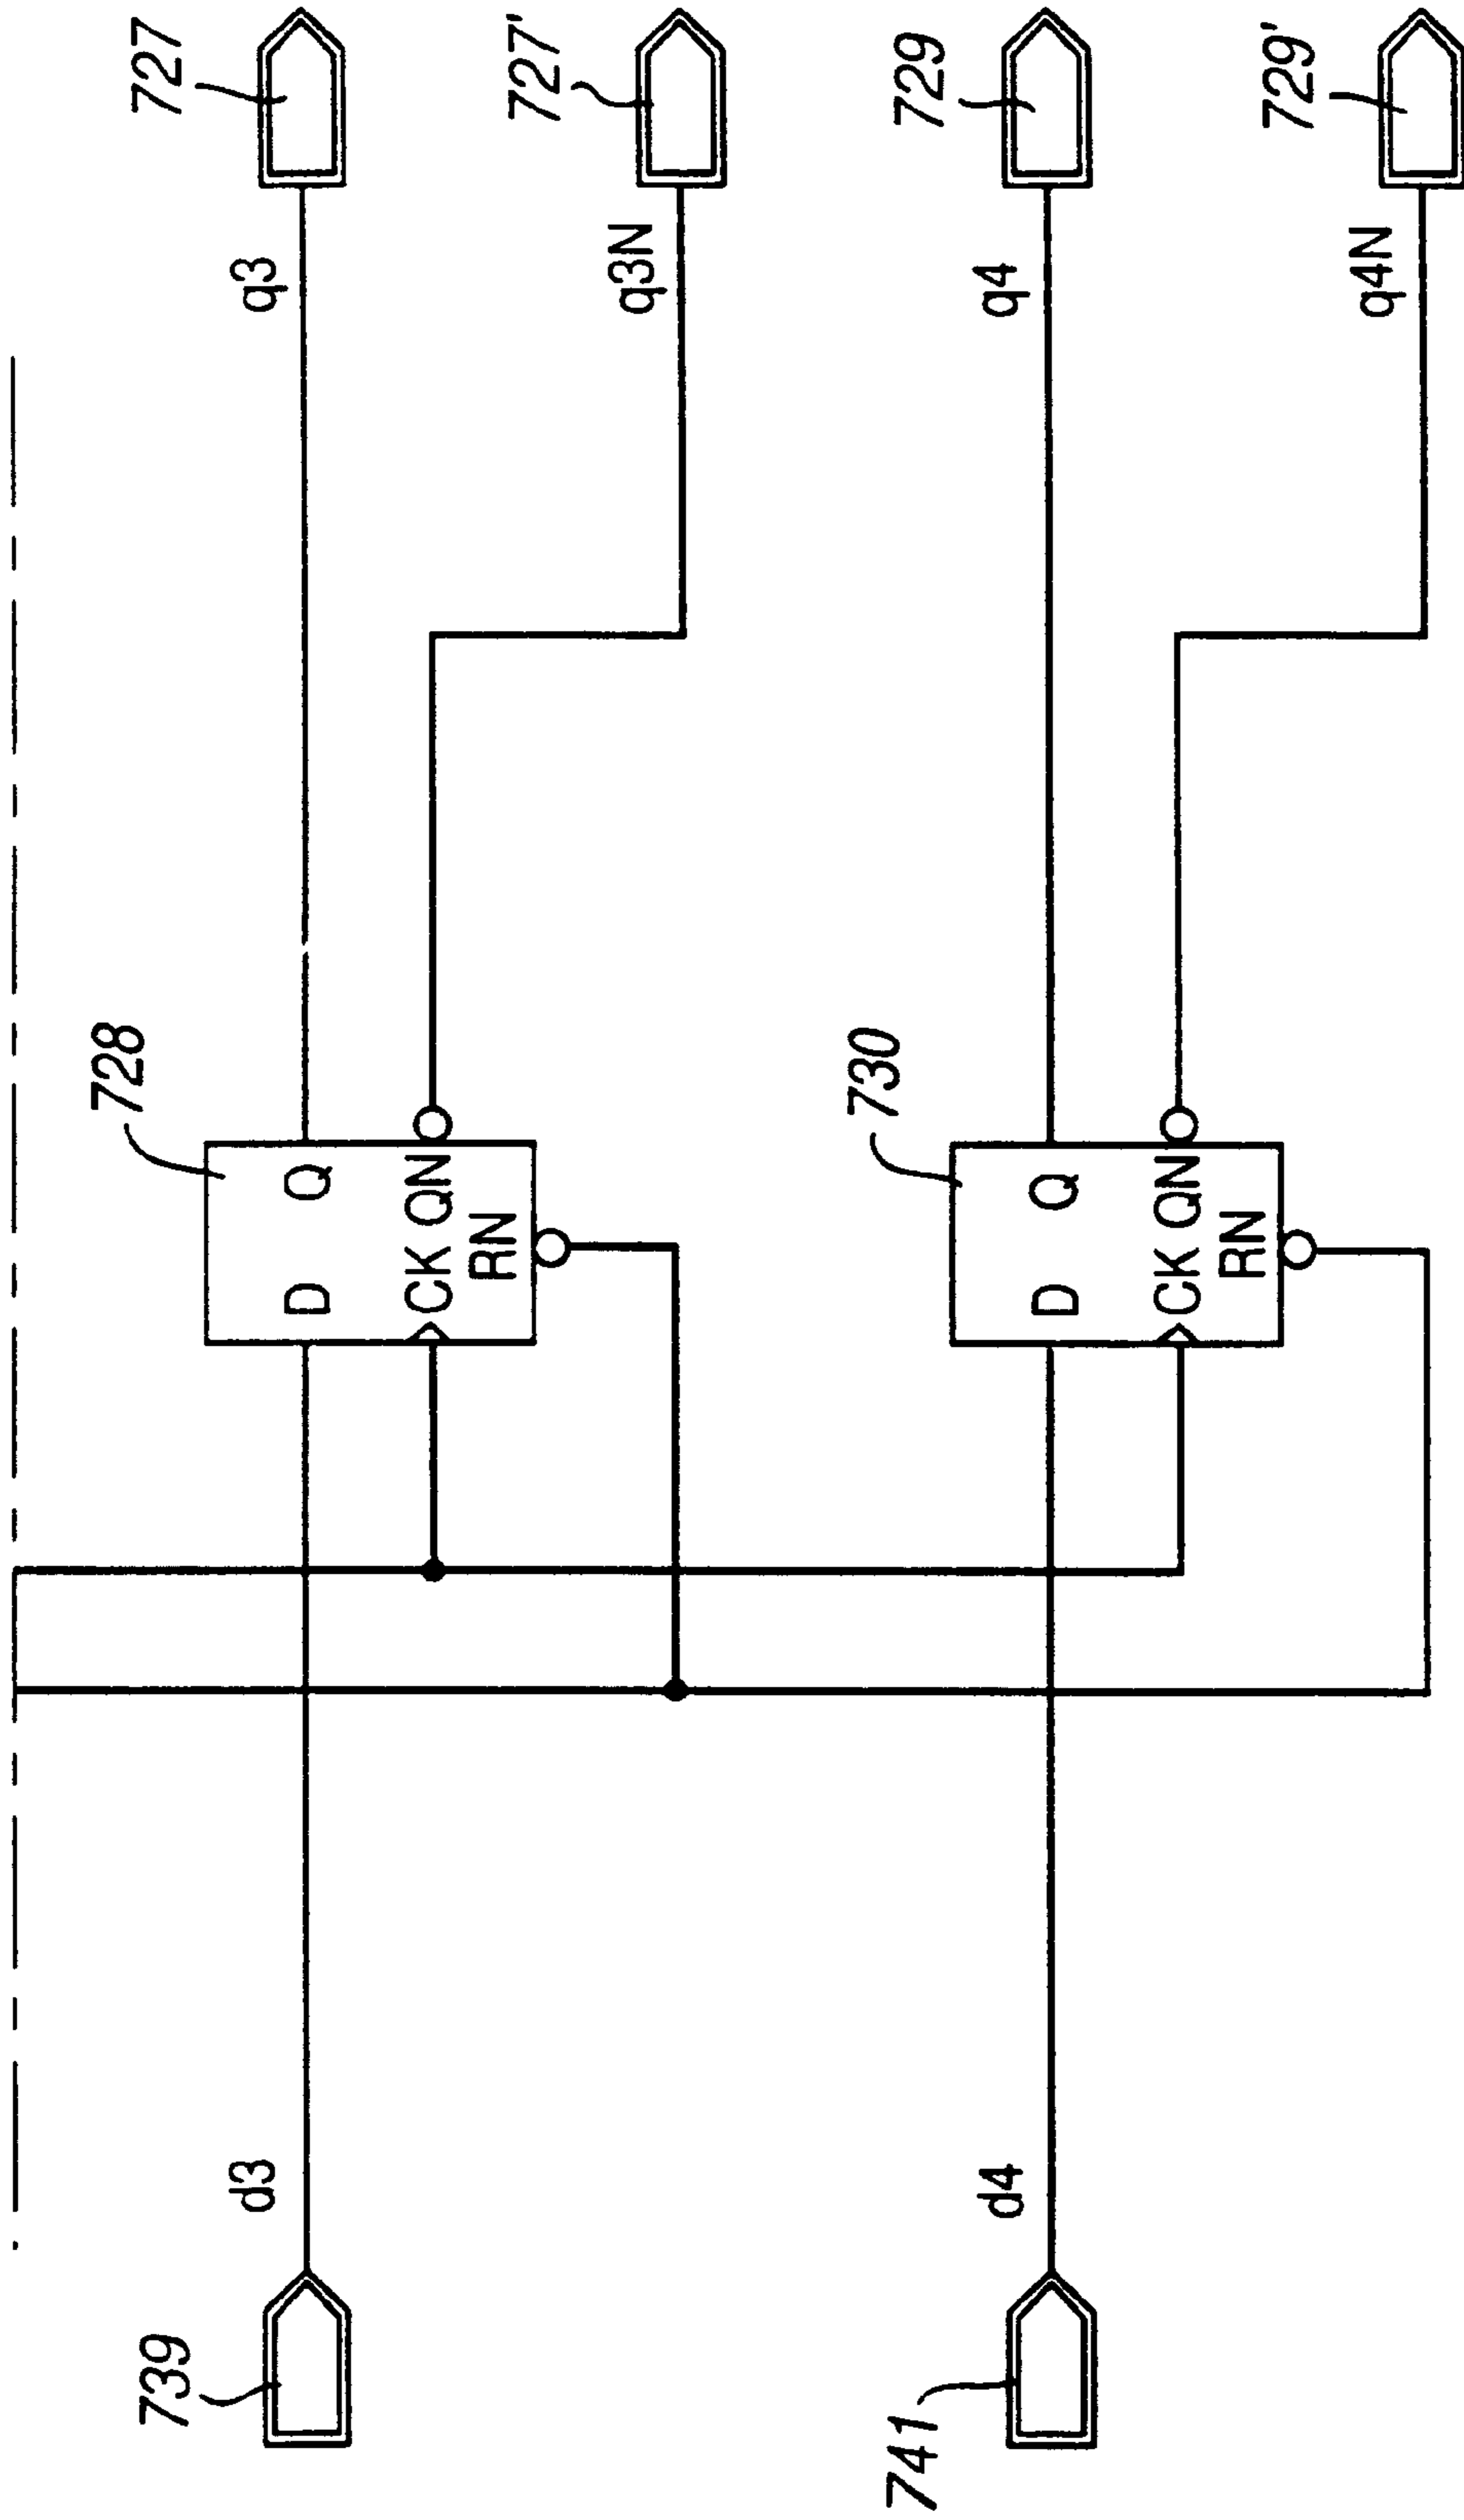 728
727
739
d3
D Q
q3
CK QN
RN
727'
q3N
730
729
741
d4
D Q
q4
CK QN
RN
729'
q4N